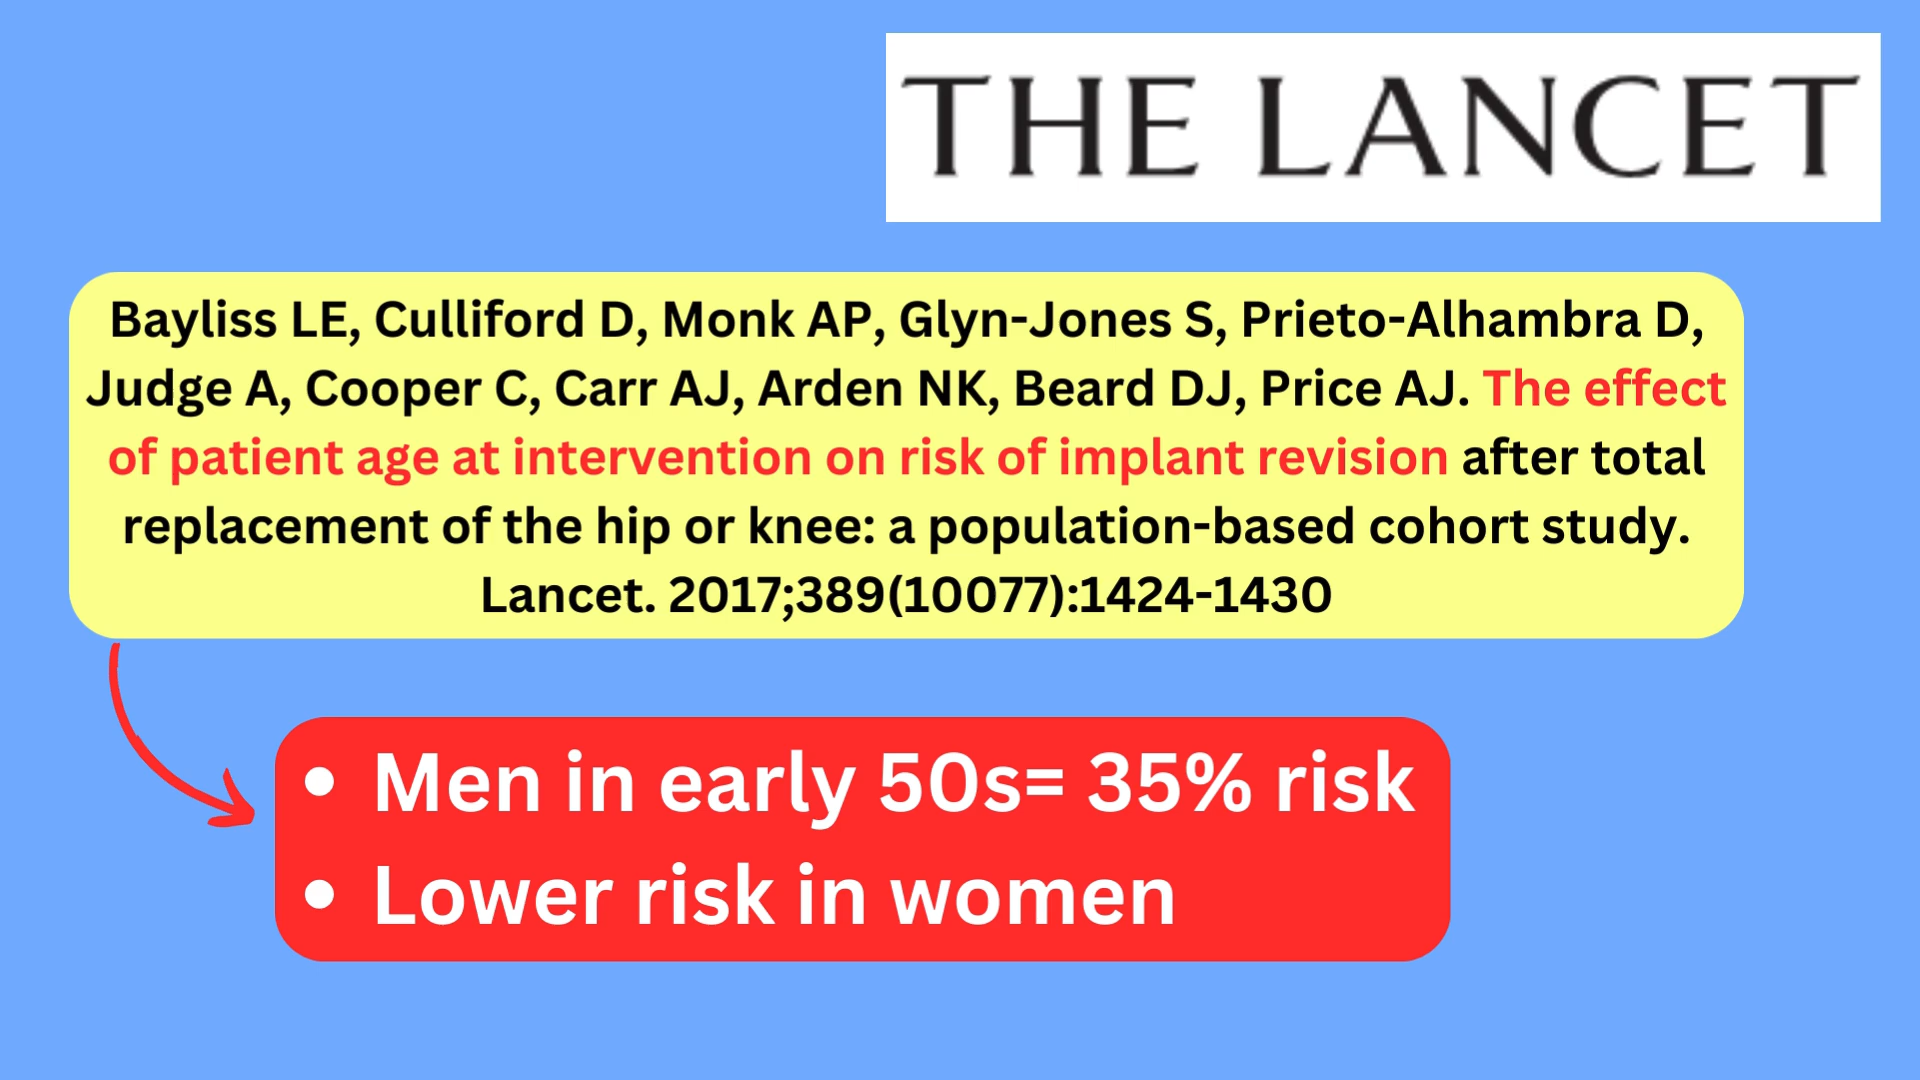 THE LANCET
Bayliss LE, Culliford D, Monk AP, Glyn-Jones S, Prieto-Alhambra D,
Judge A, Cooper C, Carr AJ, Arden NK, Beard DJ, Price AJ. The effect
of patient age at intervention on risk of implant revision after total
replacement of the hip or knee: a population-based cohort study.
Lancet. 2017;389(10077):1424-1430
• Men in early 50s= 35% risk
• Lower risk in women